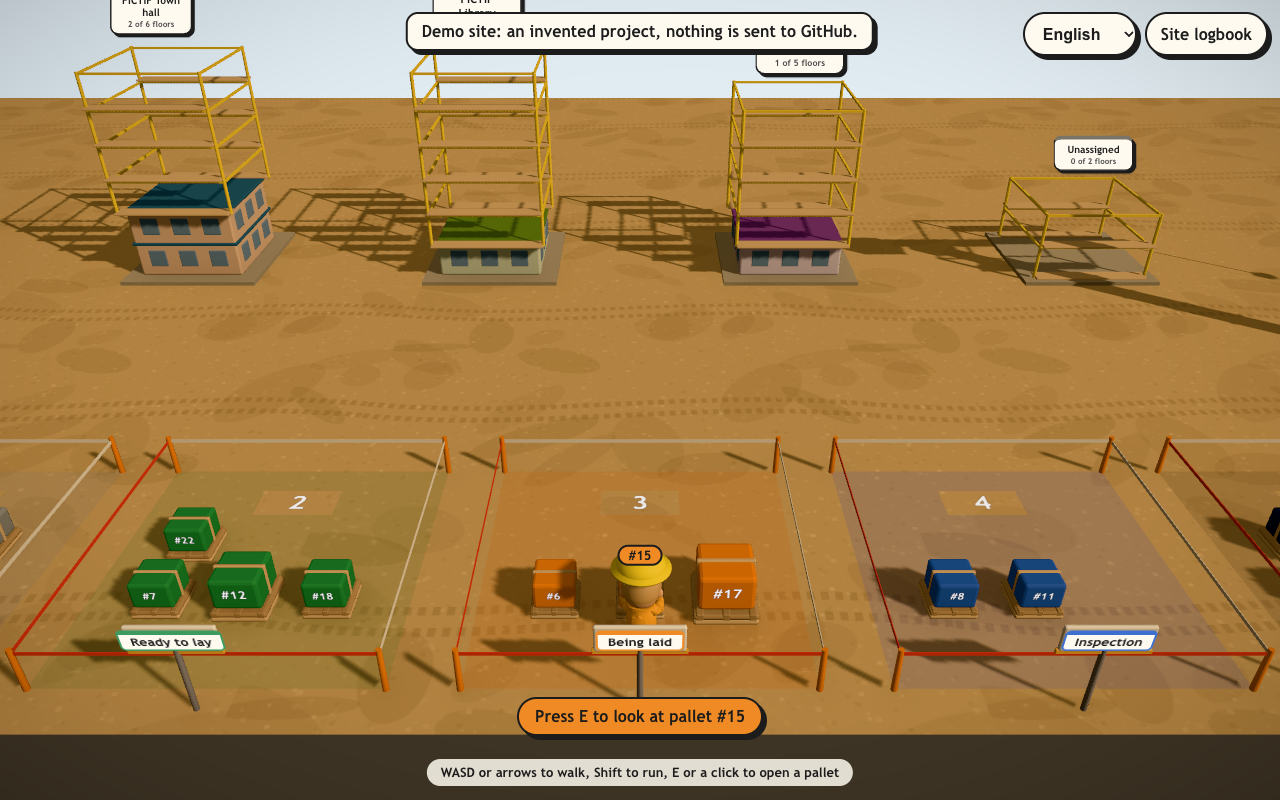 FICTIF Town
hall
2 of 6 floors
FICTIF
Demo site: an invented project, nothing is sent to GitHub.
English
Site logbook
1 of 5 floors
Unassigned
0 of 2 floors
2
3
4
#22
#7
#12
#18
#15
#6
#17
#8
#11
Ready to lay
Being laid
Inspection
Press E to look at pallet #15
WASD or arrows to walk, Shift to run, E or a click to open a pallet